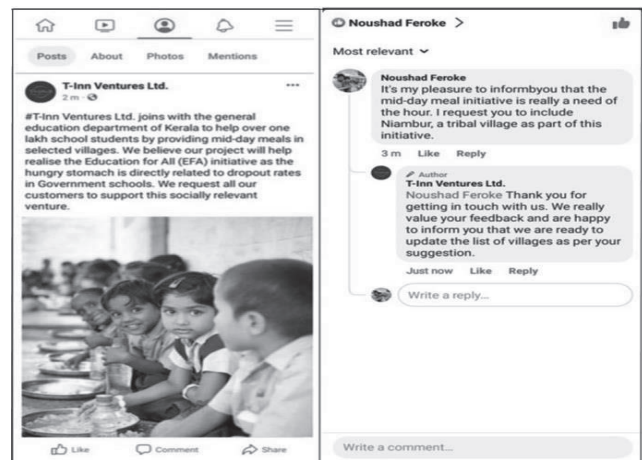 Posts About Photos Mentions
T-Inn Ventures Ltd.
2 m
#T-Inn Ventures Ltd. joins with the general
education department of Kerala to help over one
lakh school students by providing mid-day meals in
selected villages. We believe our project will help
realise the Education for All (EFA) initiative as the
hungry stomach is directly related to dropout rates
in Government schools. We request all our
customers to support this socially relevant
venture.
Like Comment Share
Noushad Feroke >
Most relevant
Noushad Feroke
It's my pleasure to informbyou that the
mid-day meal initiative is really a need of
the hour. I request you to include
Niambur, a tribal village as part of this
initiative.
3 m Like Reply
Author
T-Inn Ventures Ltd.
Noushad Feroke Thank you for
getting in touch with us. We really
value your feedback and are happy
to inform you that we are ready to
update the list of villages as per your
suggestion.
Just now Like Reply
Write a reply...
Write a comment...